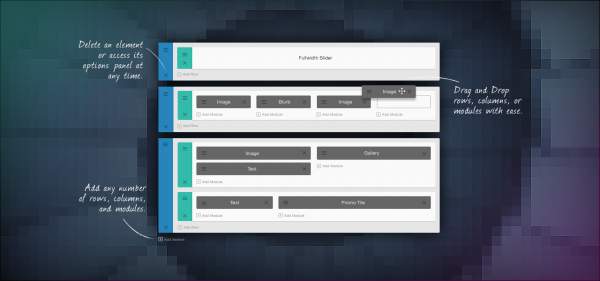 Delete an element
or access its
options panel at
any time.
Fullwidth Slider
Add Row
Drag and Drop
rows, columns, or
modules with ease.
Image
Image
Blurb
Image
Add Module
Add Module
Add Module
Add Module
Add Row
Image
Gallery
Add Module
Text
Add Module
Add any number
of rows, columns,
and modules.
Text
Promo Tile
Add Module
Add Module
Add Row
Add Section